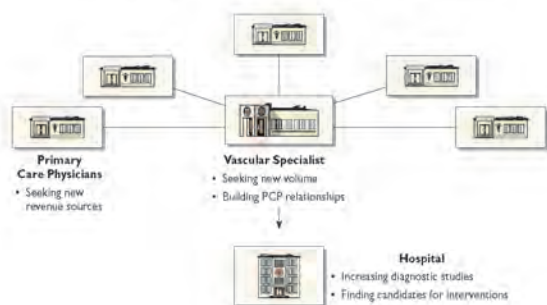 Primary
Care Physicians
• Seeking new
revenue sources
Vascular Specialist
• Seeking new volume
• Building PCP relationships
Hospital
• Increasing diagnostic studies
• Finding candidates for interventions